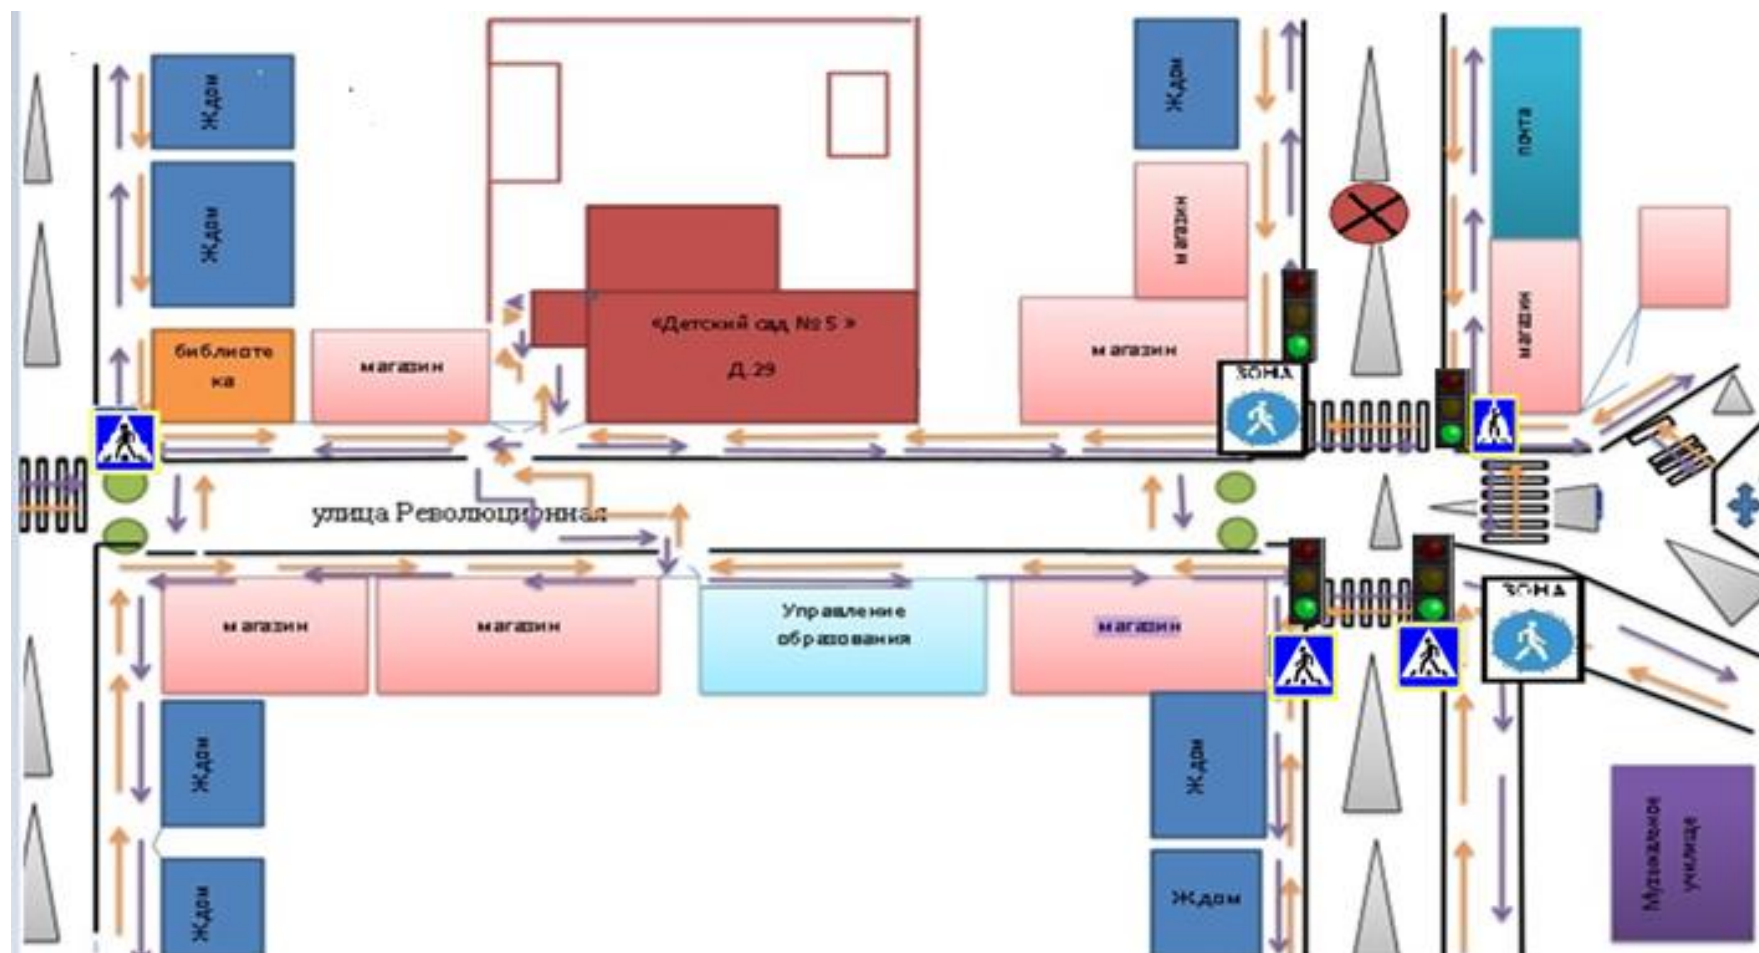 Ждом
Ждом
почта
Ждом
магазин
«Детский сад № 5 »
Д.29
библиоте
ка
магазин
магазин
магазин
ЗОНА
улица Революционная
ЗОНА
магазин
магазин
Управление
образования
магазин
Ждом
Ждом
Музыкальное
училище
Ждом
Ждом